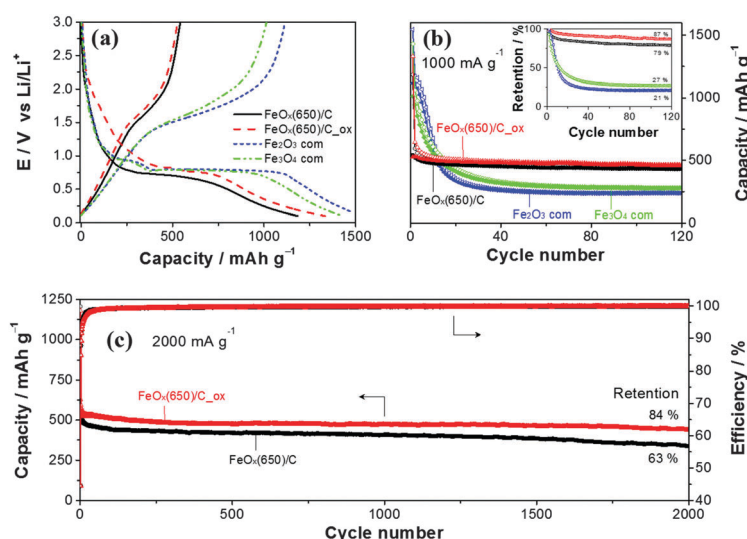 (a)
E / V vs Li/Li⁺
3.0
2.5
2.0
1.5
1.0
0.5
0.0
FeOₓ(650)/C
FeOₓ(650)/C_ox
Fe₂O₃ com
Fe₃O₄ com
0
500
1000
1500
Capacity / mAh g⁻¹
(b)
1000 mA g⁻¹
100
75
50
25
0
Retention / %
87 %
79 %
27 %
21 %
0
40
80
120
Cycle number
1500
1000
500
0
Capacity / mAh g⁻¹
FeOₓ(650)/C_ox
FeOₓ(650)/C
Fe₂O₃ com
Fe₃O₄ com
0
40
80
120
Cycle number
(c)
2000 mA g⁻¹
1250
1000
750
500
250
0
Capacity / mAh g⁻¹
FeOₓ(650)/C_ox
FeOₓ(650)/C
Retention
84 %
63 %
100
90
80
70
60
50
40
Efficiency / %
0
500
1000
1500
2000
Cycle number